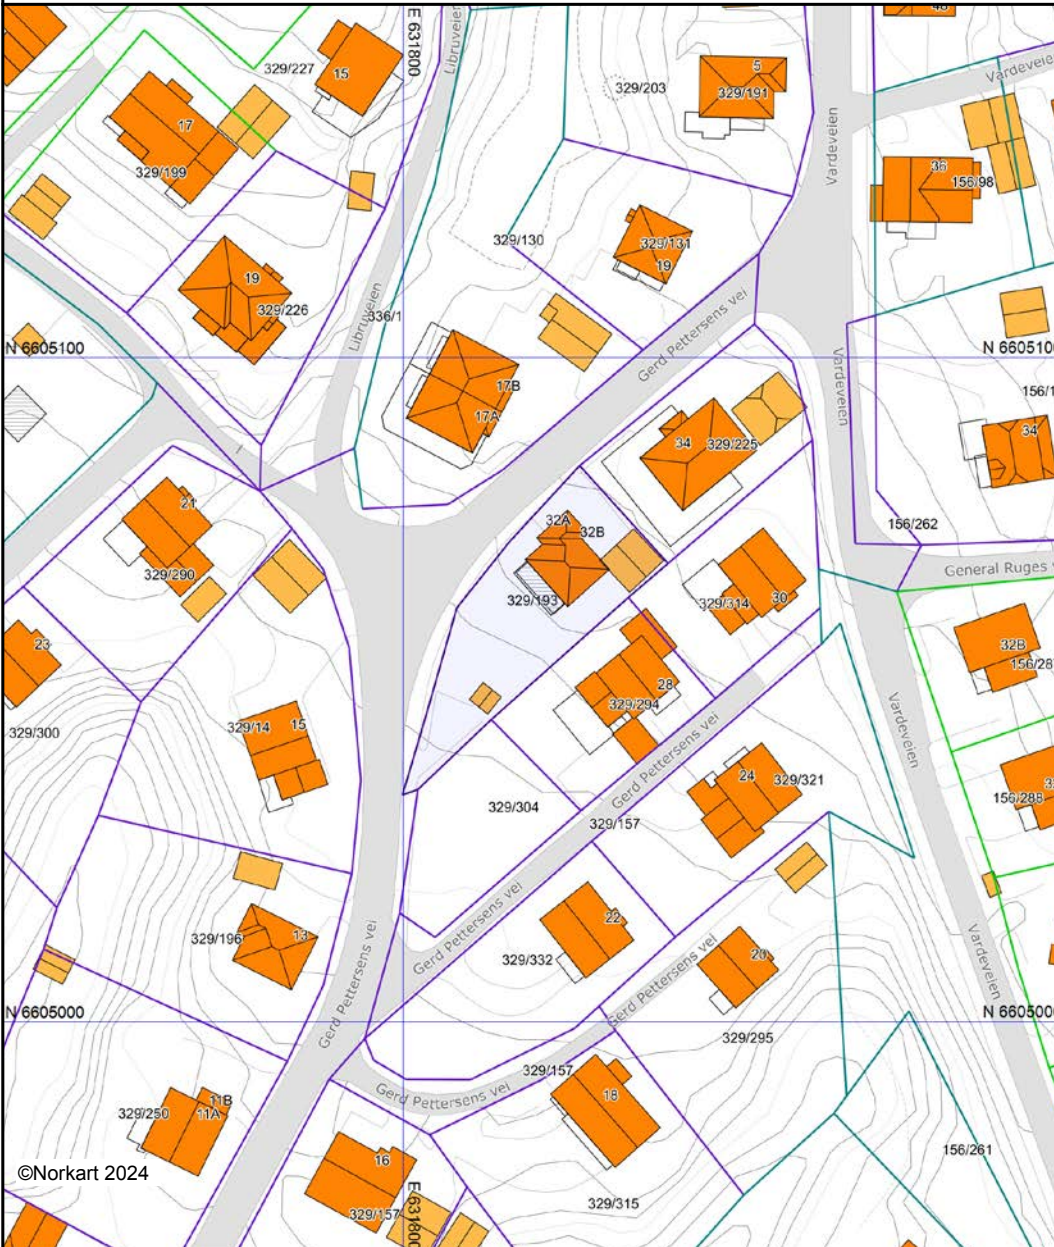 48
E 631800
Libruveien
5
329/191
329/203
Vardeveien
Vardeveie
15
329/227
17
329/199
36
156/98
329/131
19
329/130
19
329/226
336/1
Libruveien
Gerd Pettersens vei
N 6605100
N 6605100
Vardeveien
156/1
17B
17A
34
329/225
34
21
32A
32B
156/262
General Ruges v
329/290
329/193
329/314
30
32B
156/28
23
28
329/294
329/300
329/14
15
Gerd Pettersens vei
Vardeveien
24
329/321
3
156/288
329/304
329/157
22
Gerd Pettersens vei
329/196
13
329/332
20
Gerd Pettersens vei
Vardeveien
Gerd Pettersens vei
N 6605000
N 6605000
329/295
329/157
18
Gerd Pettersens vei
11B
11A
329/250
16
156/261
©Norkart 2024
E 631800
329/157
329/315